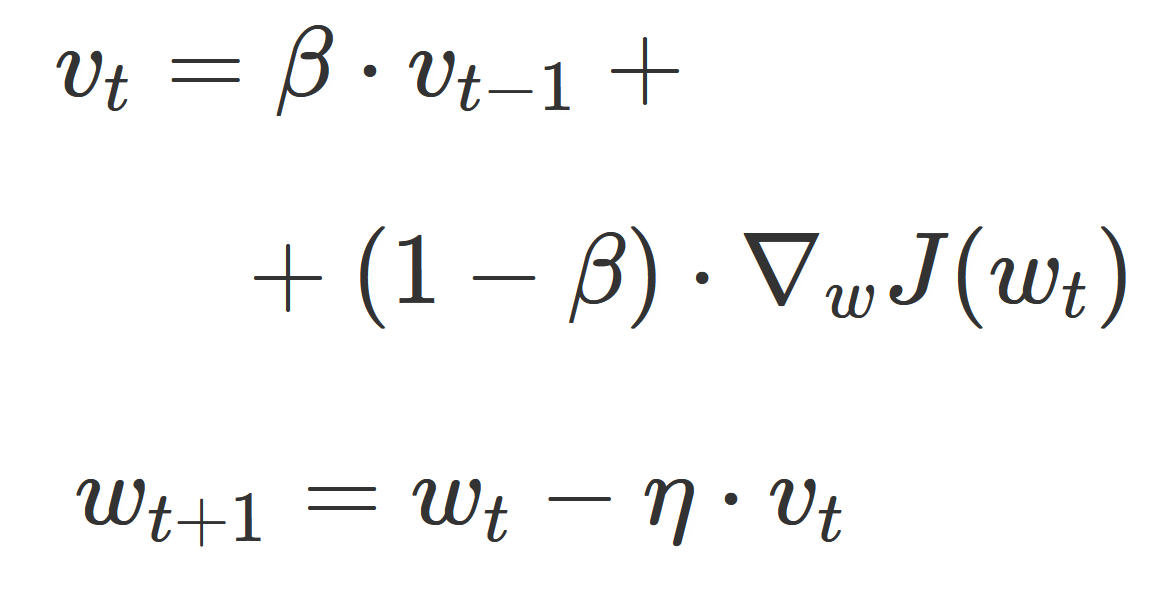 v_t = β · v_{t−1} +
+ (1 − β) · ∇_w J(w_t)
w_{t+1} = w_t − η · v_t